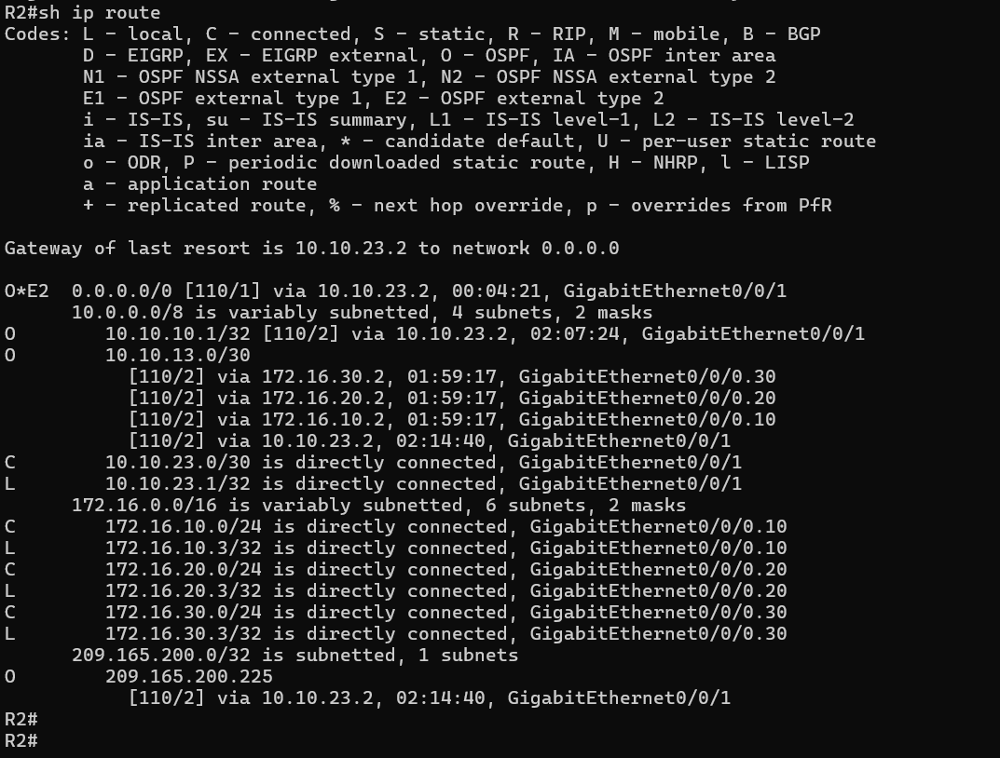 R2#sh ip route
Codes: L - local, C - connected, S - static, R - RIP, M - mobile, B - BGP
       D - EIGRP, EX - EIGRP external, O - OSPF, IA - OSPF inter area
       N1 - OSPF NSSA external type 1, N2 - OSPF NSSA external type 2
       E1 - OSPF external type 1, E2 - OSPF external type 2
       i - IS-IS, su - IS-IS summary, L1 - IS-IS level-1, L2 - IS-IS level-2
       ia - IS-IS inter area, * - candidate default, U - per-user static route
       o - ODR, P - periodic downloaded static route, H - NHRP, l - LISP
       a - application route
       + - replicated route, % - next hop override, p - overrides from PfR

Gateway of last resort is 10.10.23.2 to network 0.0.0.0

O*E2  0.0.0.0/0 [110/1] via 10.10.23.2, 00:04:21, GigabitEthernet0/0/1
      10.0.0.0/8 is variably subnetted, 4 subnets, 2 masks
O        10.10.10.1/32 [110/2] via 10.10.23.2, 02:07:24, GigabitEthernet0/0/1
O        10.10.13.0/30
           [110/2] via 172.16.30.2, 01:59:17, GigabitEthernet0/0/0.30
           [110/2] via 172.16.20.2, 01:59:17, GigabitEthernet0/0/0.20
           [110/2] via 172.16.10.2, 01:59:17, GigabitEthernet0/0/0.10
           [110/2] via 10.10.23.2, 02:14:40, GigabitEthernet0/0/1
C        10.10.23.0/30 is directly connected, GigabitEthernet0/0/1
L        10.10.23.1/32 is directly connected, GigabitEthernet0/0/1
      172.16.0.0/16 is variably subnetted, 6 subnets, 2 masks
C        172.16.10.0/24 is directly connected, GigabitEthernet0/0/0.10
L        172.16.10.3/32 is directly connected, GigabitEthernet0/0/0.10
C        172.16.20.0/24 is directly connected, GigabitEthernet0/0/0.20
L        172.16.20.3/32 is directly connected, GigabitEthernet0/0/0.20
C        172.16.30.0/24 is directly connected, GigabitEthernet0/0/0.30
L        172.16.30.3/32 is directly connected, GigabitEthernet0/0/0.30
      209.165.200.0/32 is subnetted, 1 subnets
O        209.165.200.225
           [110/2] via 10.10.23.2, 02:14:40, GigabitEthernet0/0/1
R2#
R2#